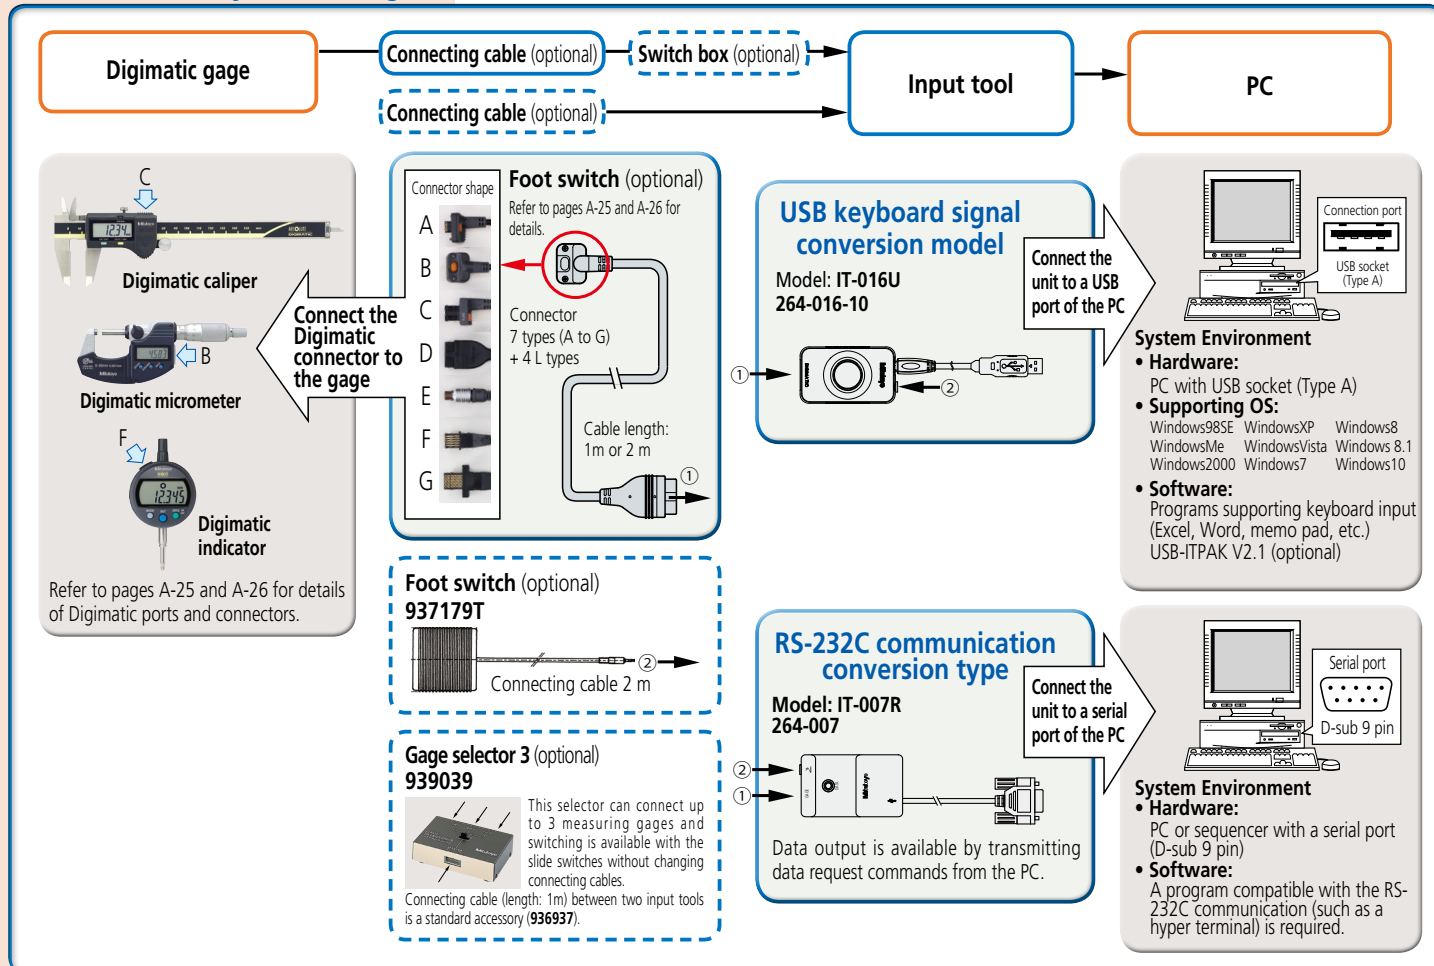 Digimatic gage
Connecting cable (optional)
Switch box (optional)
Connecting cable (optional)
Input tool
PC
C
Digimatic caliper
B
Digimatic micrometer
F
Digimatic
indicator
Refer to pages A-25 and A-26 for details
of Digimatic ports and connectors.
Connect the
Digimatic
connector to
the gage
Connector shape
A
B
C
D
E
F
G
Foot switch (optional)
Refer to pages A-25 and A-26 for
details.
Connector
7 types (A to G)
+ 4 L types
Cable length:
1m or 2 m
①
Foot switch (optional)
937179T
②
Connecting cable 2 m
Gage selector 3 (optional)
939039
This selector can connect up
to 3 measuring gages and
switching is available with the
slide switches without changing
connecting cables.
Connecting cable (length: 1m) between two input tools
is a standard accessory (936937).
USB keyboard signal
conversion model
Model: IT-016U
264-016-10
①
Mitutoyo
②
Connect the
unit to a USB
port of the PC
Connection port
USB socket
(Type A)
System Environment
• Hardware:
PC with USB socket (Type A)
• Supporting OS:
Windows98SE WindowsXP Windows8
WindowsMe WindowsVista Windows 8.1
Windows2000 Windows7 Windows10
• Software:
Programs supporting keyboard input
(Excel, Word, memo pad, etc.)
USB-ITPAK V2.1 (optional)
RS-232C communication
conversion type
Model: IT-007R
264-007
②
①
Mitutoyo
Data output is available by transmitting
data request commands from the PC.
Connect the
unit to a serial
port of the PC
Serial port
D-sub 9 pin
System Environment
• Hardware:
PC or sequencer with a serial port
(D-sub 9 pin)
• Software:
A program compatible with the RS-
232C communication (such as a
hyper terminal) is required.